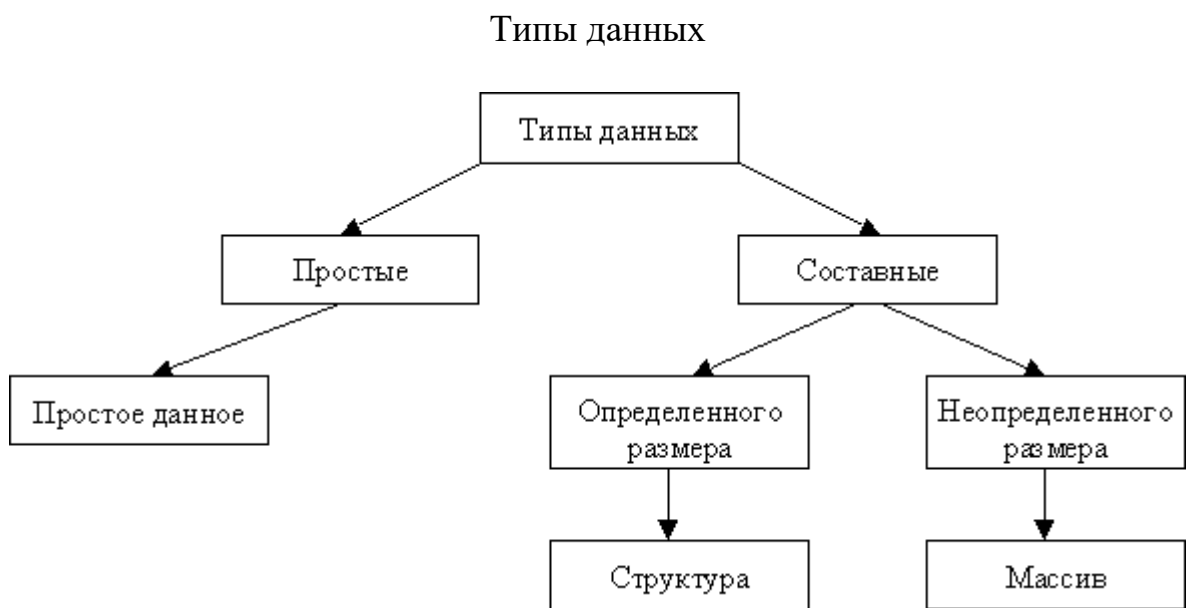 Типы данных
Типы данных
Простые
Составные
Простое данное
Определенного
размера
Неопределенного
размера
Структура
Массив